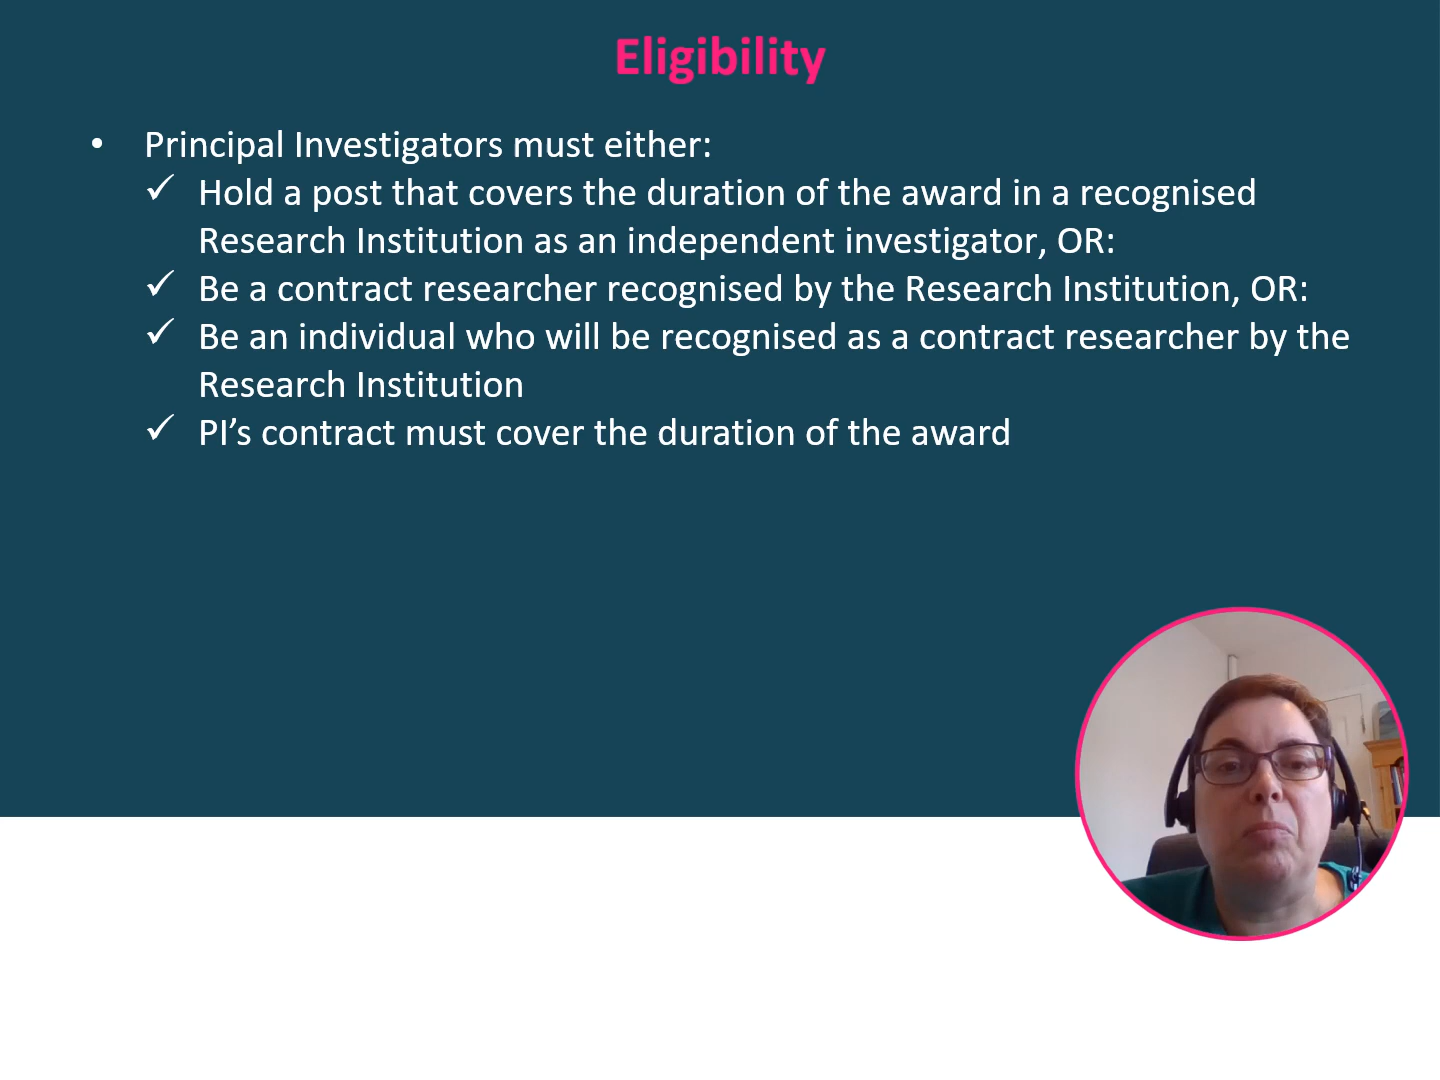 Eligibility
• Principal Investigators must either:
✓ Hold a post that covers the duration of the award in a recognised
Research Institution as an independent investigator, OR:
✓ Be a contract researcher recognised by the Research Institution, OR:
✓ Be an individual who will be recognised as a contract researcher by the
Research Institution
✓ PI’s contract must cover the duration of the award